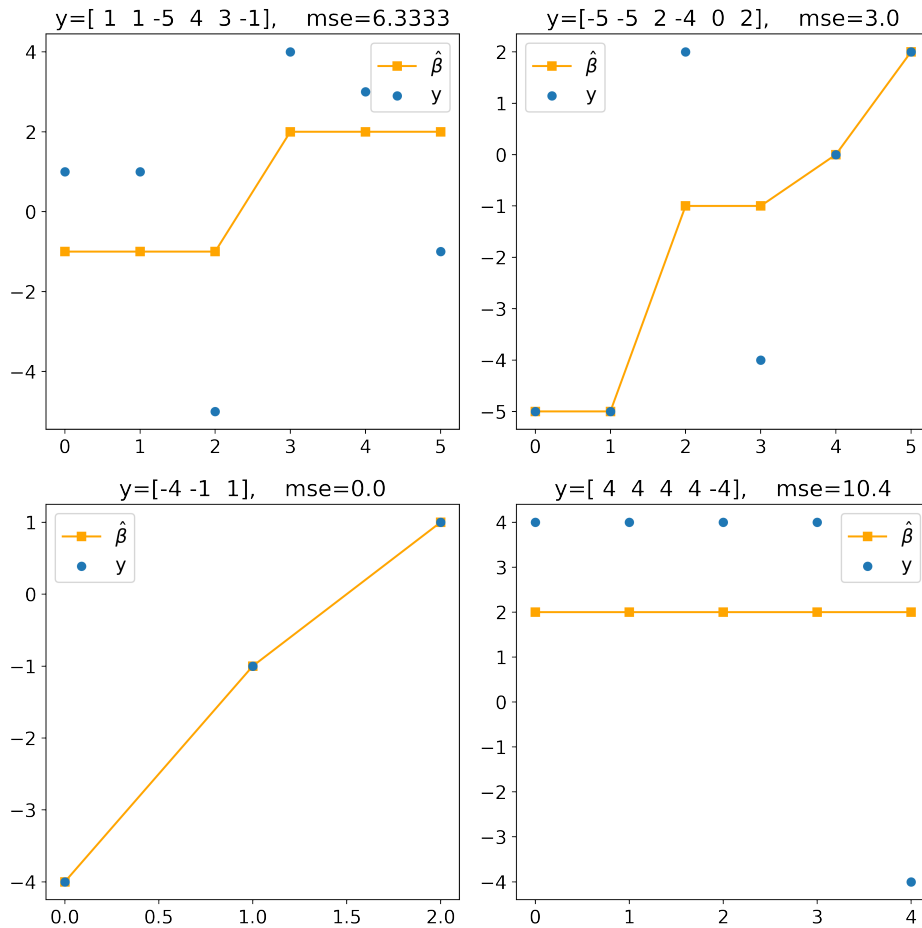 y=[ 1  1 -5  4  3 -1],    mse=6.3333
4
2
0
−2
−4
0 1 2 3 4 5
β̂
y
y=[-5 -5  2 -4  0  2],    mse=3.0
2
1
0
−1
−2
−3
−4
−5
0 1 2 3 4 5
β̂
y
y=[-4 -1  1],    mse=0.0
1
0
−1
−2
−3
−4
0.0 0.5 1.0 1.5 2.0
β̂
y
y=[ 4  4  4  4 -4],    mse=10.4
4
3
2
1
0
−1
−2
−3
−4
0 1 2 3 4
β̂
y